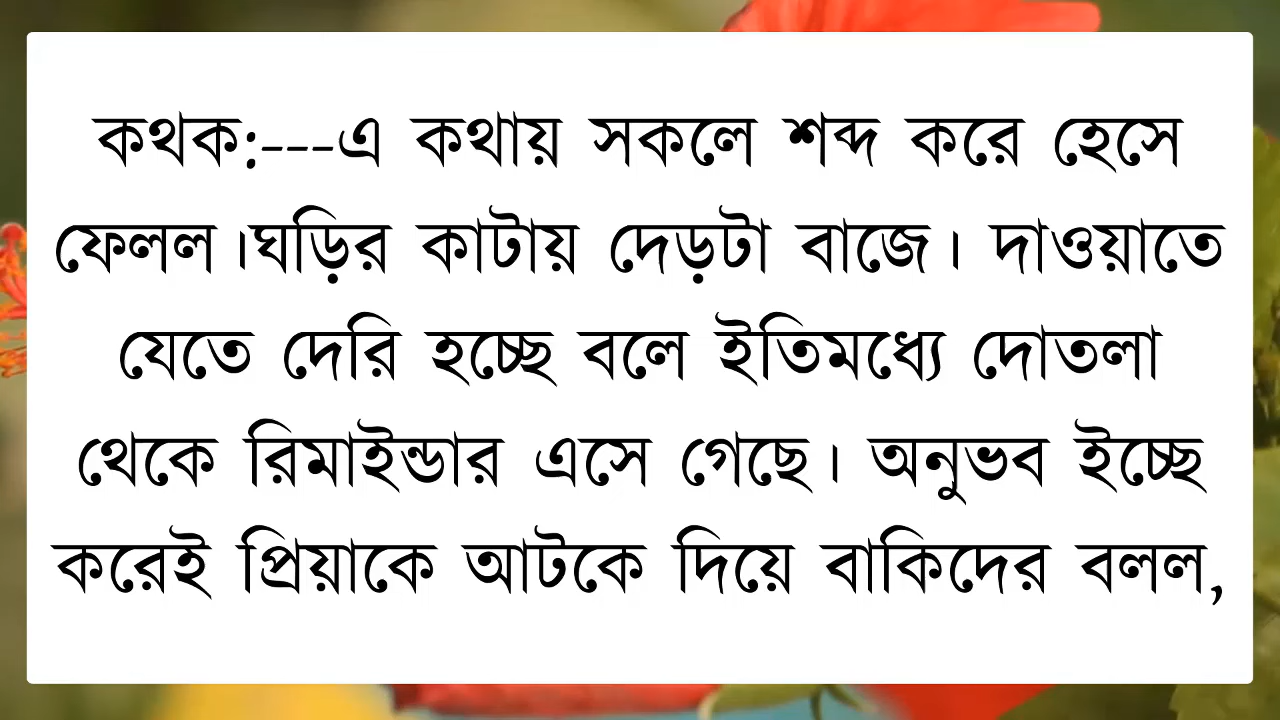 কথক:---এ কথায় সকলে শব্দ করে হেসে
ফেলল।ঘড়ির কাটায় দেড়টা বাজে। দাওয়াতে
যেতে দেরি হচ্ছে বলে ইতিমধ্যে দোতলা
থেকে রিমাইন্ডার এসে গেছে। অনুভব ইচ্ছে
করেই প্রিয়াকে আটকে দিয়ে বাকিদের বলল,